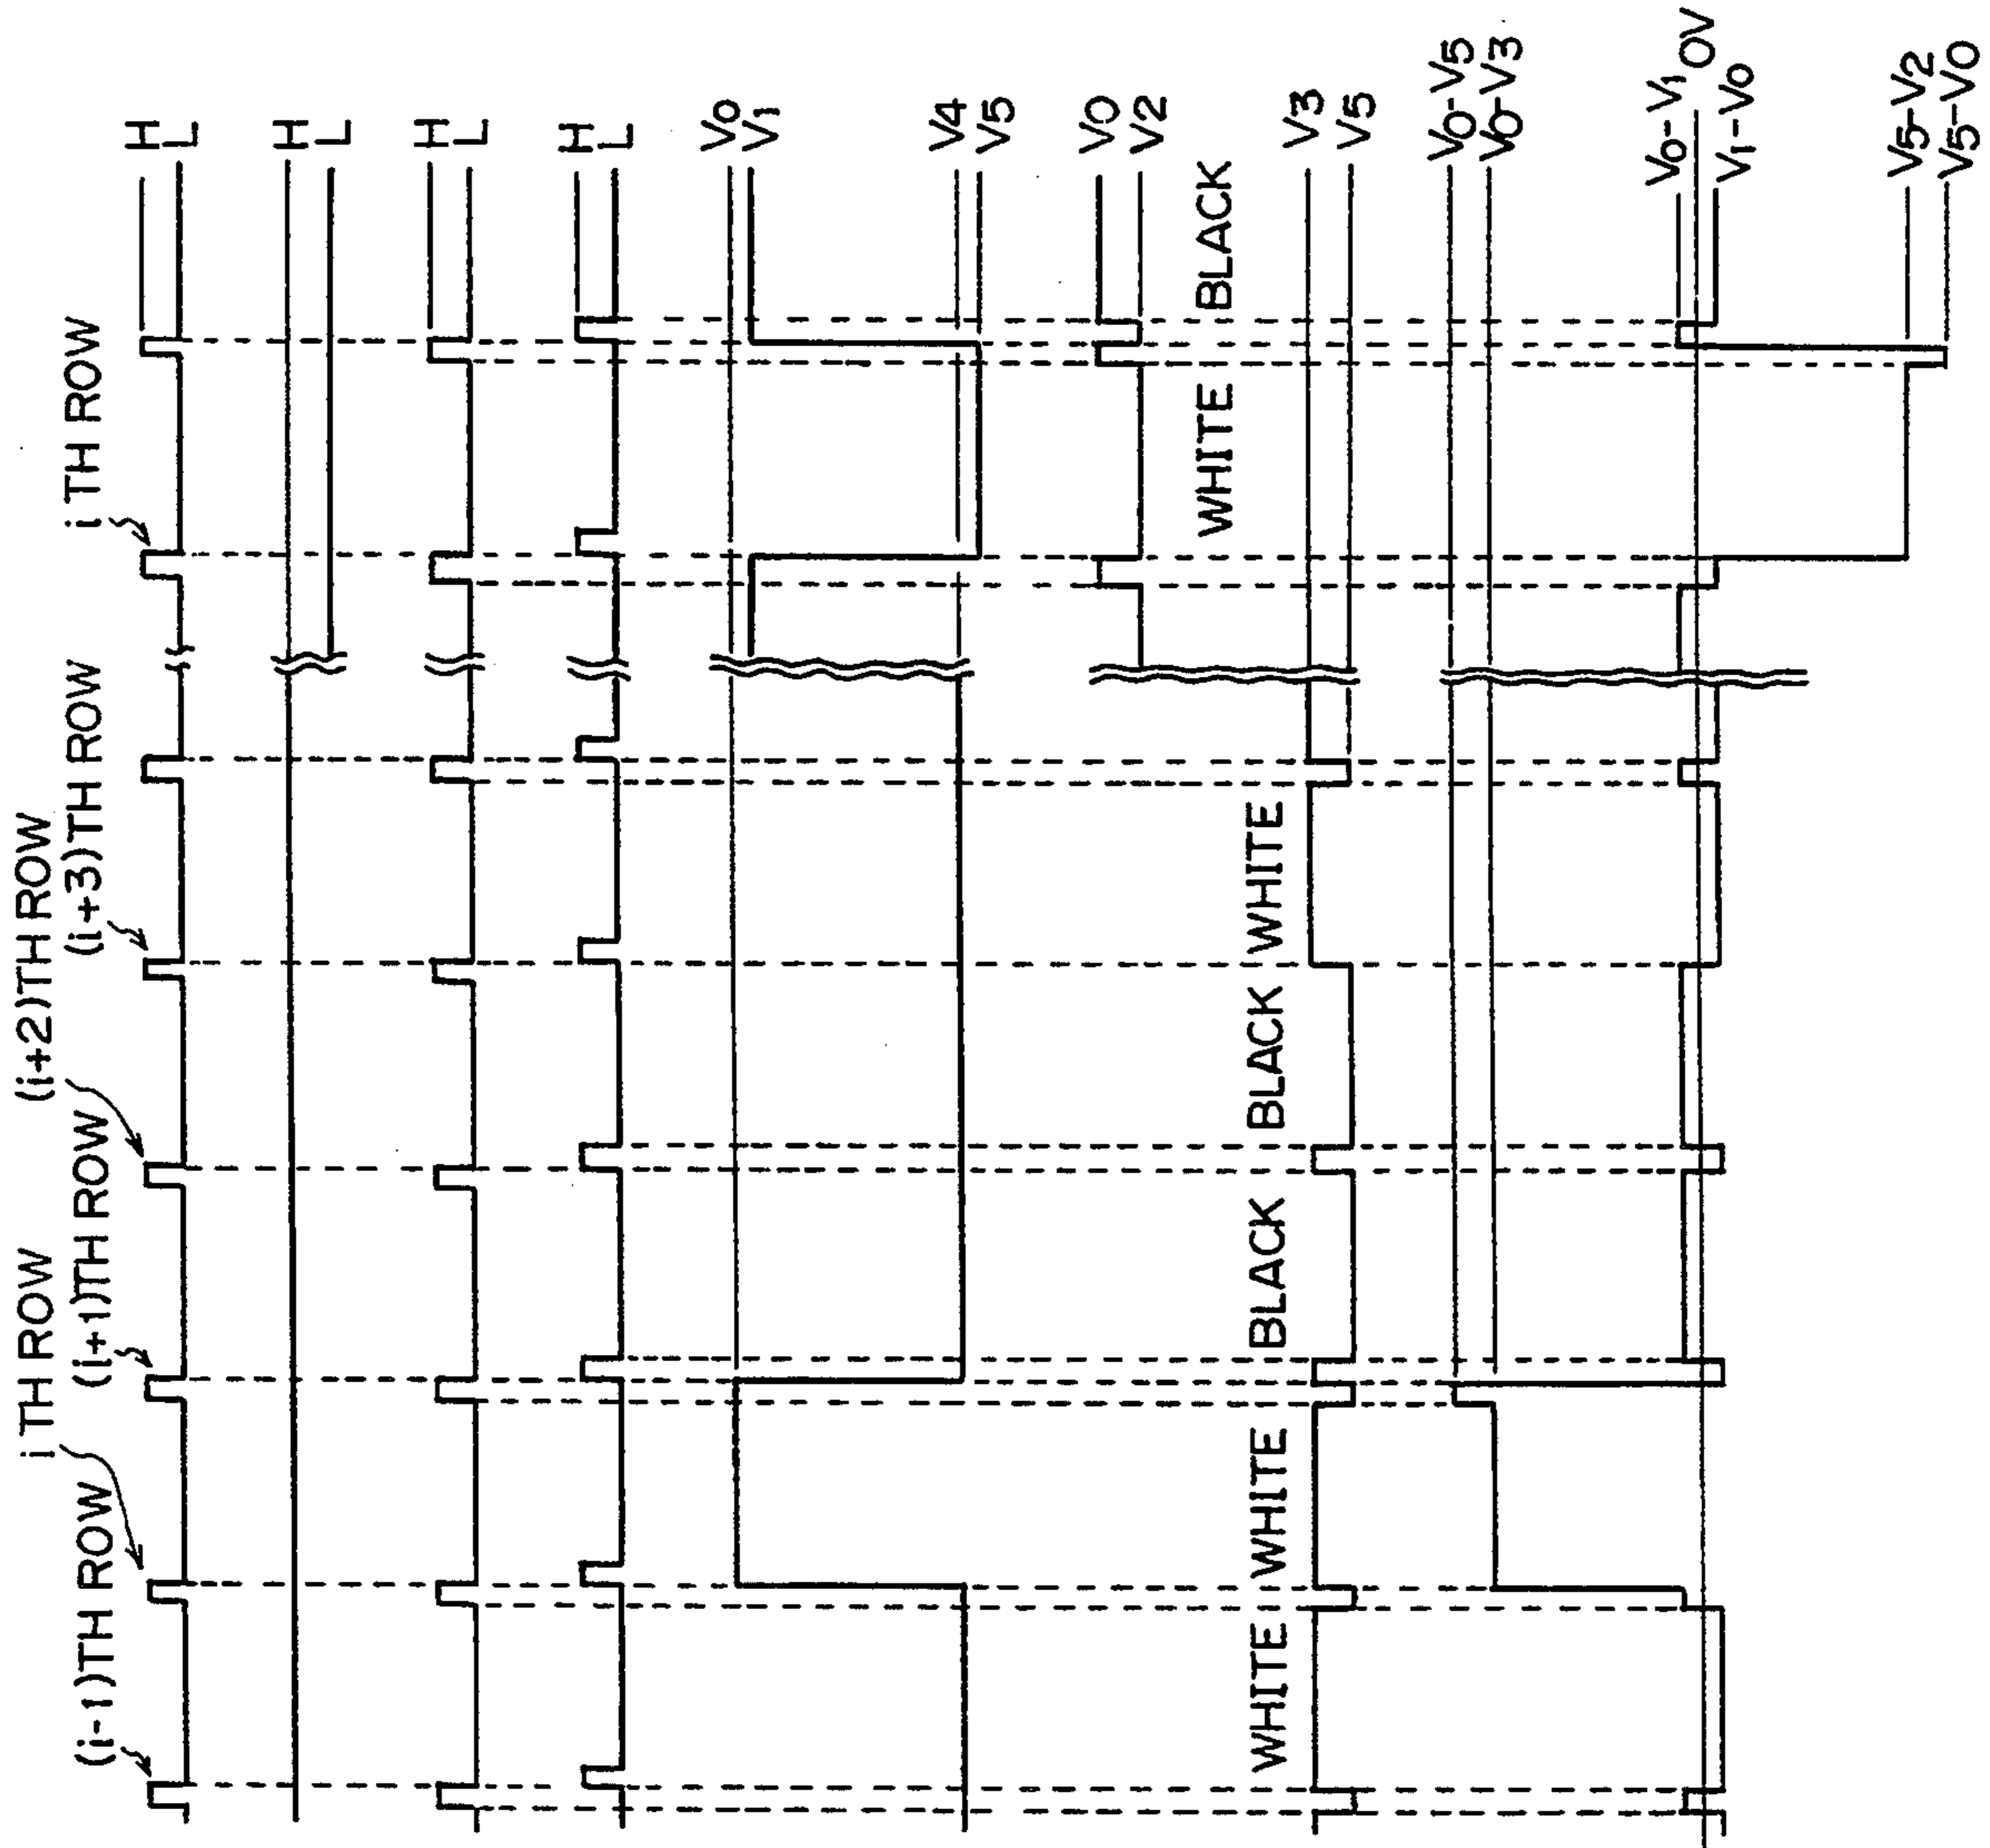 i TH ROW
(i+2)TH ROW
(i-1)TH ROW
(i+1)TH ROW
(i+3)TH ROW
i TH ROW
H
L
H
L
H
L
H
L
V0
V1
V4
V5
V0
V2
WHITE BLACK
WHITE WHITE BLACK BLACK WHITE
V3
V5
V0-V5
V0-V3
V0-V1
0V
V1-V0
V5-V2
V5-V0